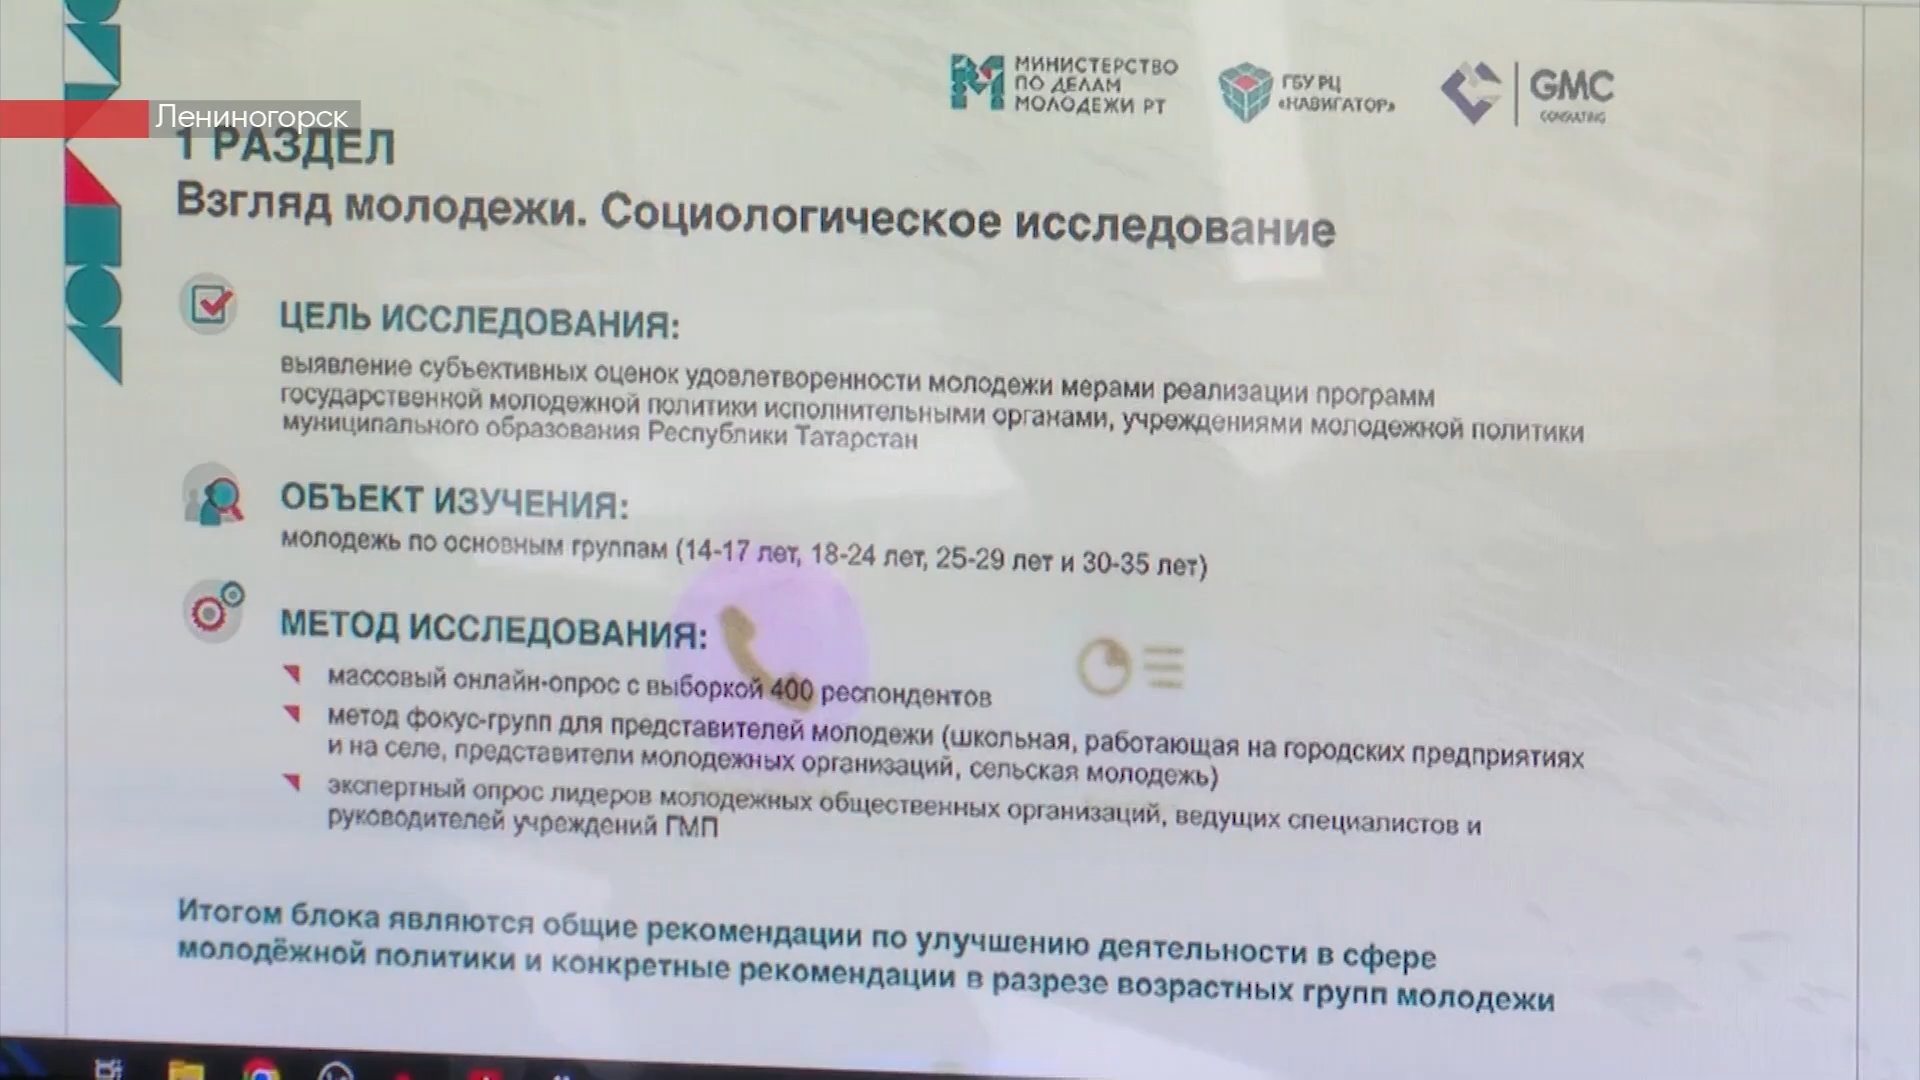 МИНИСТЕРСТВО
ПО ДЕЛАМ
МОЛОДЕЖИ РТ
ГБУ РЦ
«НАВИГАТОР»
GMC
CONSULTING
Лениногорск
1 РАЗДЕЛ
Взгляд молодежи. Социологическое исследование
ЦЕЛЬ ИССЛЕДОВАНИЯ:
выявление субъективных оценок удовлетворенности молодежи мерами реализации программ
государственной молодежной политики исполнительными органами, учреждениями молодежной политики
муниципального образования Республики Татарстан
ОБЪЕКТ ИЗУЧЕНИЯ:
молодежь по основным группам (14-17 лет, 18-24 лет, 25-29 лет и 30-35 лет)
МЕТОД ИССЛЕДОВАНИЯ:
массовый онлайн-опрос с выборкой 400 респондентов
метод фокус-групп для представителей молодежи (школьная, работающая на городских предприятиях
и на селе, представители молодежных организаций, сельская молодежь)
экспертный опрос лидеров молодежных общественных организаций, ведущих специалистов и
руководителей учреждений ГМП
Итогом блока являются общие рекомендации по улучшению деятельности в сфере
молодёжной политики и конкретные рекомендации в разрезе возрастных групп молодежи